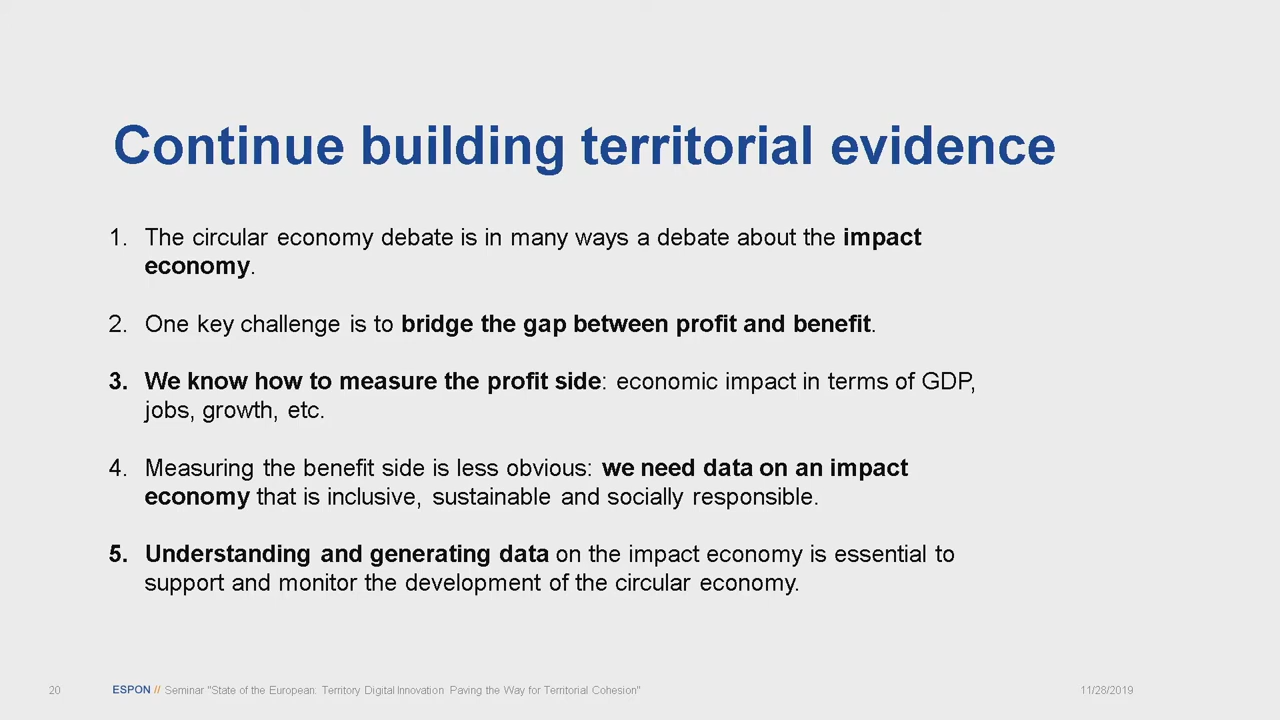 Continue building territorial evidence
1. The circular economy debate is in many ways a debate about the impact
economy.
2. One key challenge is to bridge the gap between profit and benefit.
3. We know how to measure the profit side: economic impact in terms of GDP,
jobs, growth, etc.
4. Measuring the benefit side is less obvious: we need data on an impact
economy that is inclusive, sustainable and socially responsible.
5. Understanding and generating data on the impact economy is essential to
support and monitor the development of the circular economy.
20 ESPON // Seminar "State of the European. Territory Digital Innovation Paving the Way for Territorial Cohesion" 11/28/2019